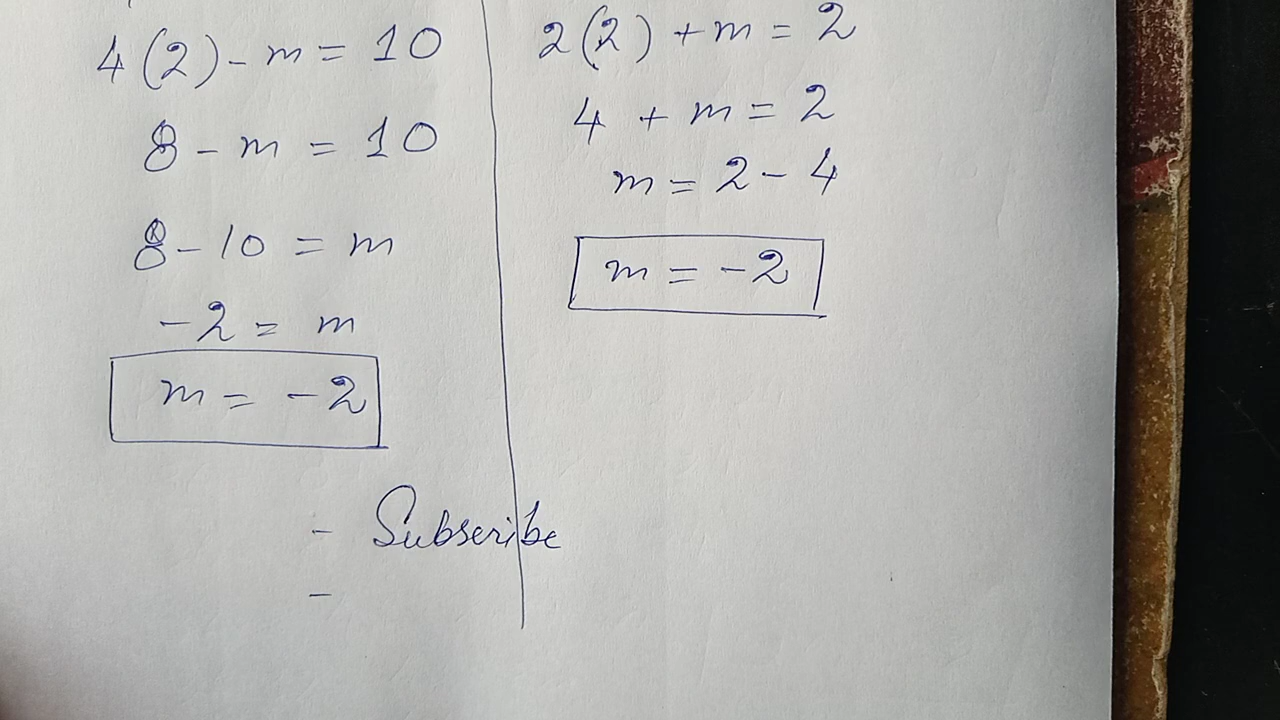 4(2) - m = 10
8 - m = 10
8 - 10 = m
-2 = m
m = -2
2(2) + m = 2
4 + m = 2
m = 2 - 4
m = -2
- Subscribe
-